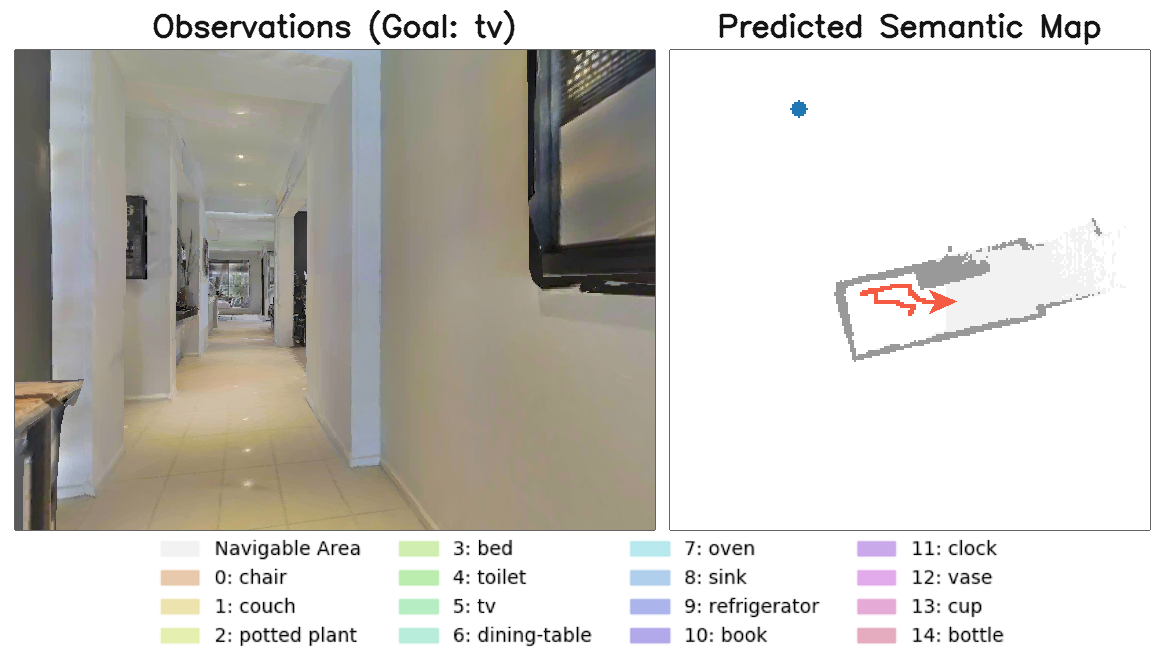 Observations (Goal: tv)
Predicted Semantic Map
Navigable Area
0: chair
1: couch
2: potted plant
3: bed
4: toilet
5: tv
6: dining-table
7: oven
8: sink
9: refrigerator
10: book
11: clock
12: vase
13: cup
14: bottle